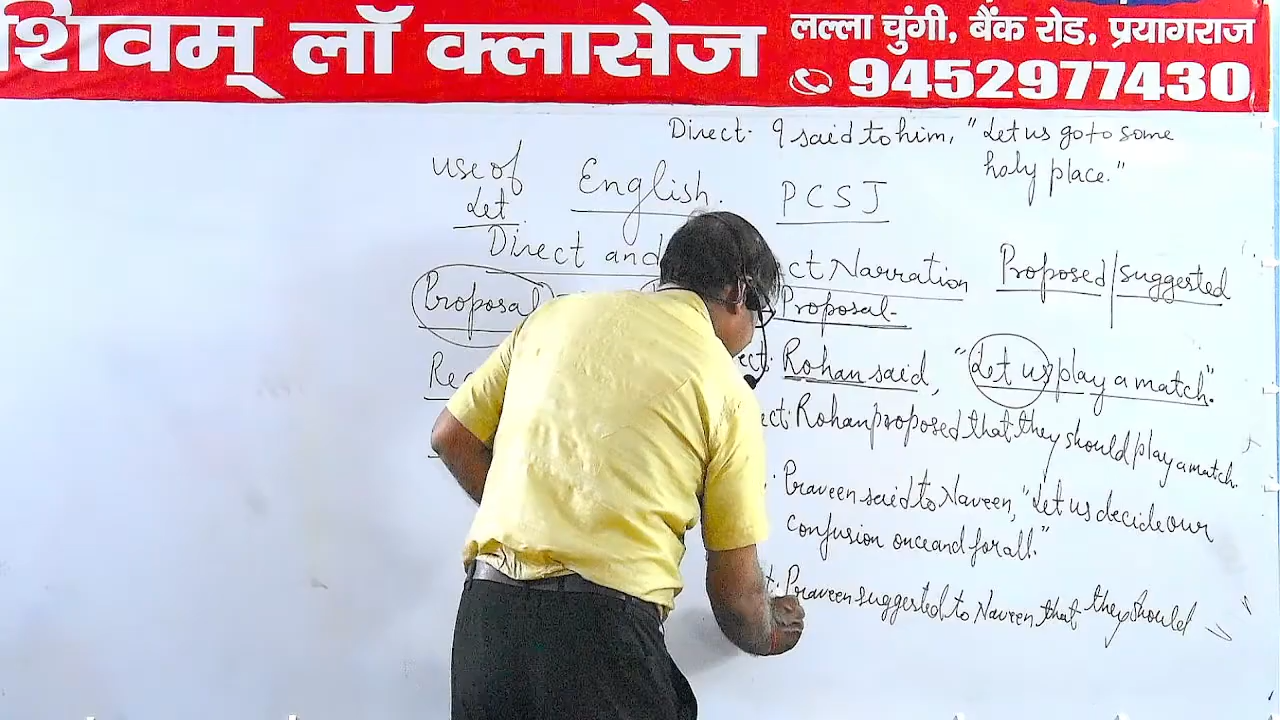 शिवम् लॉ क्लासेज
लल्ला चुंगी, बैंक रोड, प्रयागराज
9452977430
Direct. I said to him, "Let us go to some
holy place."
use of
Let
English.
PCSJ
Direct and
Narration
Proposed/suggested
Proposal
Proposal-
Rohan said, "Let us play a match."
Rohan proposed that they should play a match.
Praveen said to Naveen, "Let us decide our
confusion once and for all."
Praveen suggested to Naveen that they should